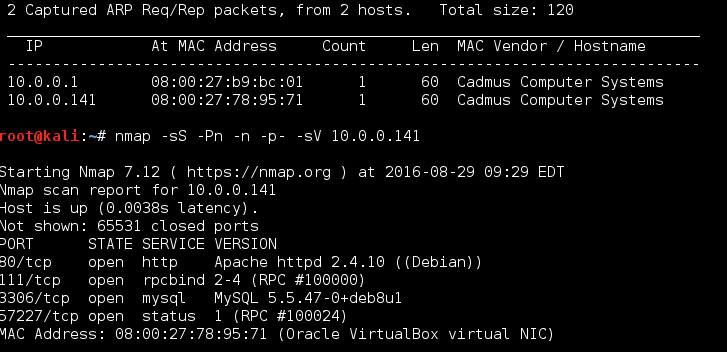 2 Captured ARP Req/Rep packets, from 2 hosts.   Total size: 120
_____________________________________________________________________________
  IP            At MAC Address     Count     Len  MAC Vendor / Hostname
-----------------------------------------------------------------------------
10.0.0.1        08:00:27:b9:bc:01      1      60  Cadmus Computer Systems
10.0.0.141      08:00:27:78:95:71      1      60  Cadmus Computer Systems
root@kali:~# nmap -sS -Pn -n -p- -sV 10.0.0.141
Starting Nmap 7.12 ( https://nmap.org ) at 2016-08-29 09:29 EDT
Nmap scan report for 10.0.0.141
Host is up (0.0038s latency).
Not shown: 65531 closed ports
PORT      STATE SERVICE VERSION
80/tcp    open  http    Apache httpd 2.4.10 ((Debian))
111/tcp   open  rpcbind 2-4 (RPC #100000)
3306/tcp  open  mysql   MySQL 5.5.47-0+deb8u1
57227/tcp open  status  1 (RPC #100024)
MAC Address: 08:00:27:78:95:71 (Oracle VirtualBox virtual NIC)